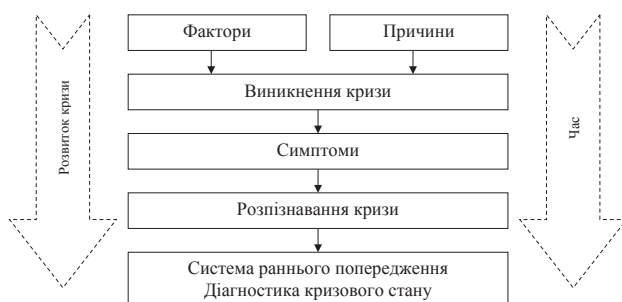 Фактори
Причини
Виникнення кризи
Симптоми
Розпізнавання кризи
Система раннього попередження
Діагностика кризового стану
Розвиток кризи
Час